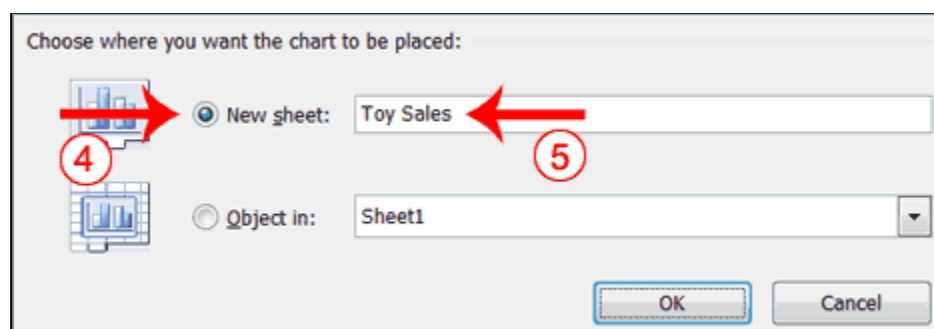 Choose where you want the chart to be placed:
New sheet: Toy Sales
4
5
Object in: Sheet1
OK Cancel